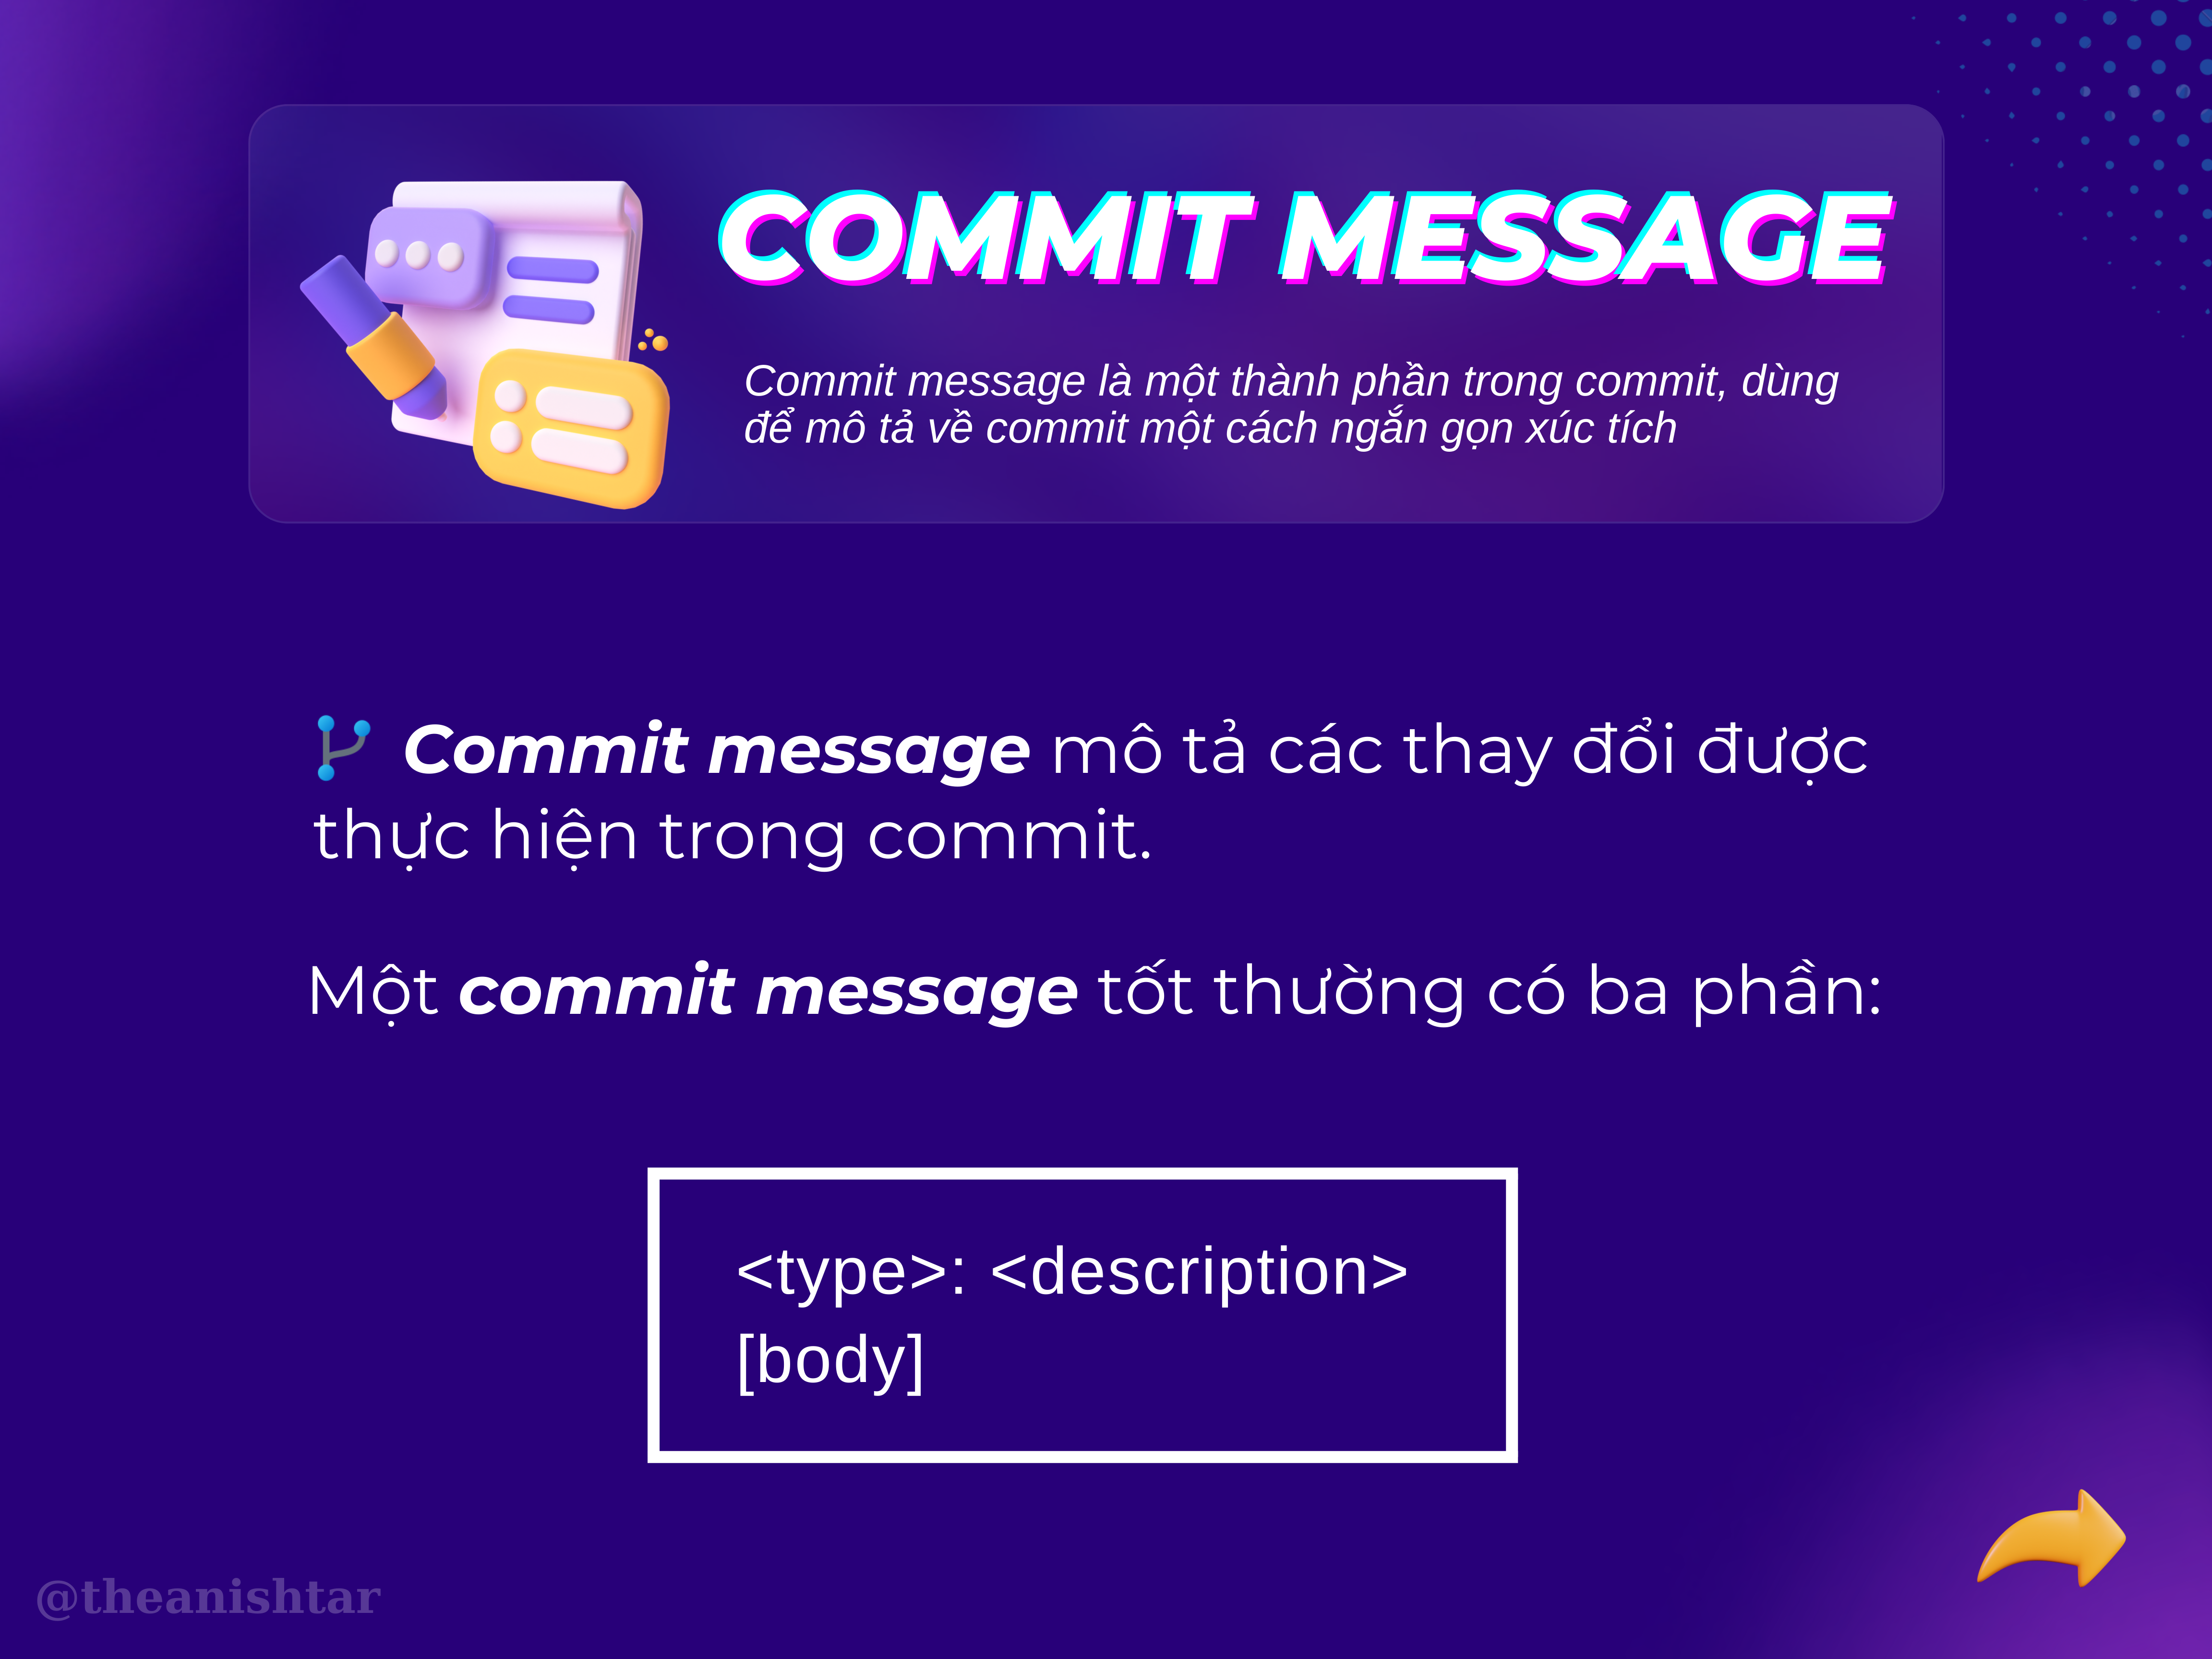 COMMIT MESSAGE
Commit message là một thành phần trong commit, dùng
để mô tả về commit một cách ngắn gọn xúc tích
Commit message mô tả các thay đổi được
thực hiện trong commit.
Một commit message tốt thường có ba phần:
<type>: <description>
[body]
@theanishtar